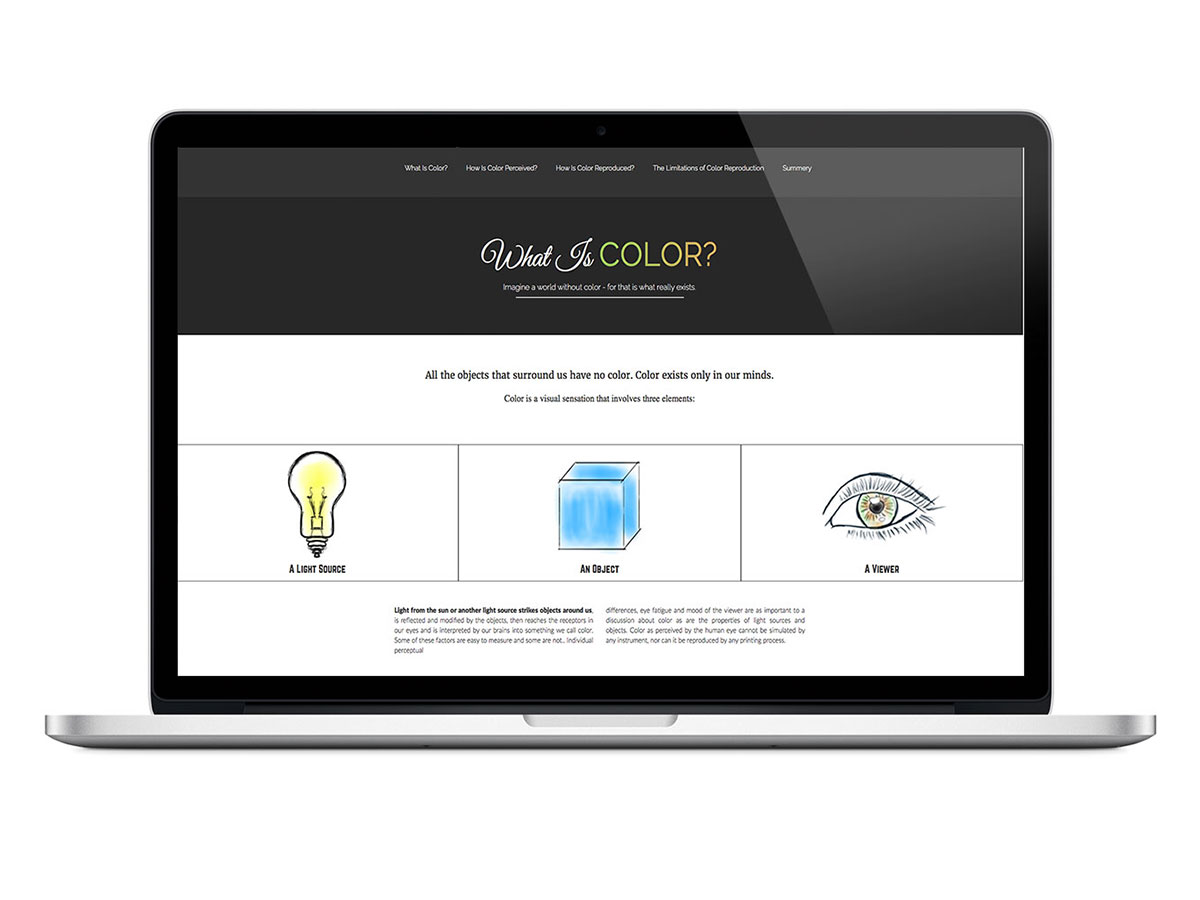 What Is Color? How Is Color Perceived? How Is Color Reproduced? The Limitations of Color Reproduction Summery
What Is COLOR?
Imagine a world without color - for that is what really exists.
All the objects that surround us have no color. Color exists only in our minds.
Color is a visual sensation that involves three elements:
A Light Source
An Object
A Viewer
Light from the sun or another light source strikes objects around us,
is reflected and modified by the objects, then reaches the receptors in
our eyes and is interpreted by our brains into something we call color.
Some of these factors are easy to measure and some are not.. Individual
perceptual
differences, eye fatigue and mood of the viewer are as important to a
discussion about color as are the properties of light sources and
objects. Color as perceived by the human eye cannot be simulated by
any instrument, nor can it be reproduced by any printing process.